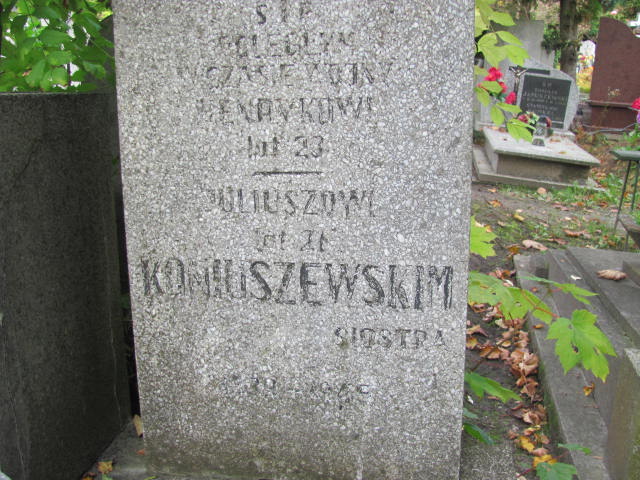 POLEGŁYM
W CZASIE WOJNY
HENRYKOWI
lat 23
JULIUSZOWI
lat 21
KOMIUSZEWSKIM
SIOSTRA